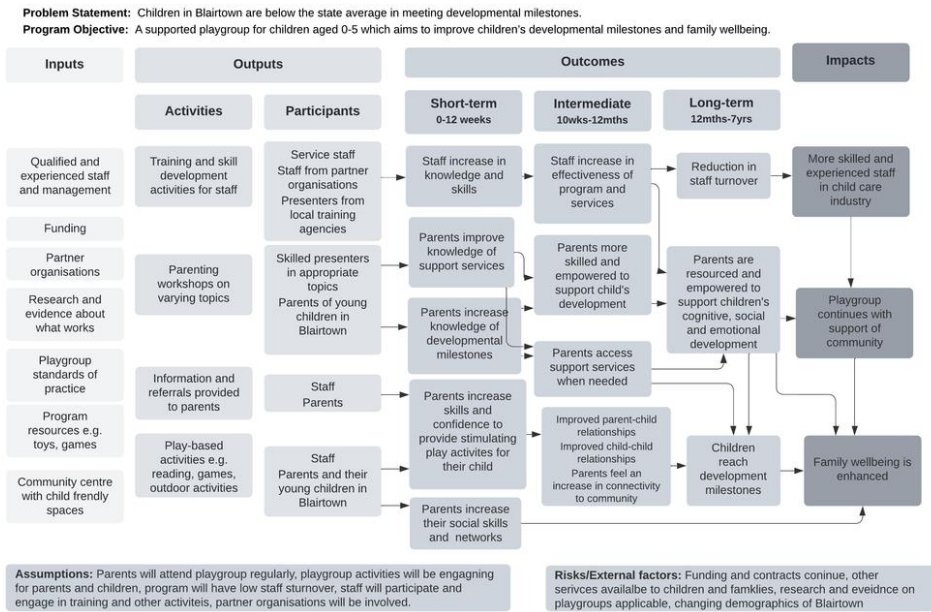 Problem Statement: Children in Blairtown are below the state average in meeting developmental milestones.
Program Objective: A supported playgroup for children aged 0-5 which aims to improve children's developmental milestones and family wellbeing.
Inputs
Outputs
Outcomes
Impacts
Activities
Participants
Short-term
0-12 weeks
Intermediate
10wks-12mths
Long-term
12mths-7yrs
Qualified and
experienced staff
and management
Funding
Partner
organisations
Research and
evidence about
what works
Playgroup
standards of
practice
Program
resources e.g.
toys, games
Community centre
with child frendly
spaces
Training and skill
development
activities for staff
Parenting
workshops on
varying topics
Information and
referrals provided
to parents
Play-based
activities e.g.
reading, games,
outdoor activities
Service staff
Staff from partner
organisations
Presenters from
local training
agencies
Skilled presenters
in appropriate
topics
Parents of young
children in
Blairtown
Staff
Parents
Staff
Parents and their
young children in
Blairtown
Staff increase in
knowledge and
skills
Parents improve
knowledge of
support services
Parents increase
knowledge of
developmental
milestones
Parents increase
skills and
confidence to
provide stimulating
play activites for
their child
Parents increase
their social skills
and networks
Staff increase in
effectiveness of
program and
services
Parents more
skilled and
empowered to
support child's
development
Parents access
support services
when needed
Improved parent-child
relationships
Improved child-child
relationships
Parents feel an
increase in connectivity
to community
Reduction in
staff turnover
Parents are
resourced and
empowered to
support children's
cognitive, social
and emotional
development
Children
reach
development
milestones
More skilled and
experienced staff
in child care
industry
Playgroup
continues with
support of
community
Family wellbeing is
enhanced
Assumptions: Parents will attend playgroup regularly, playgroup activities will be engagning
for parents and children, program will have low staff sturnover, staff will participate and
engage in training and other activiteis, partner organisations will be involved.
Risks/External factors: Funding and contracts coninue, other
serivces availalbe to children and famklies, research and eveidnce on
playgroups applicable, changing demographics of Blairtown